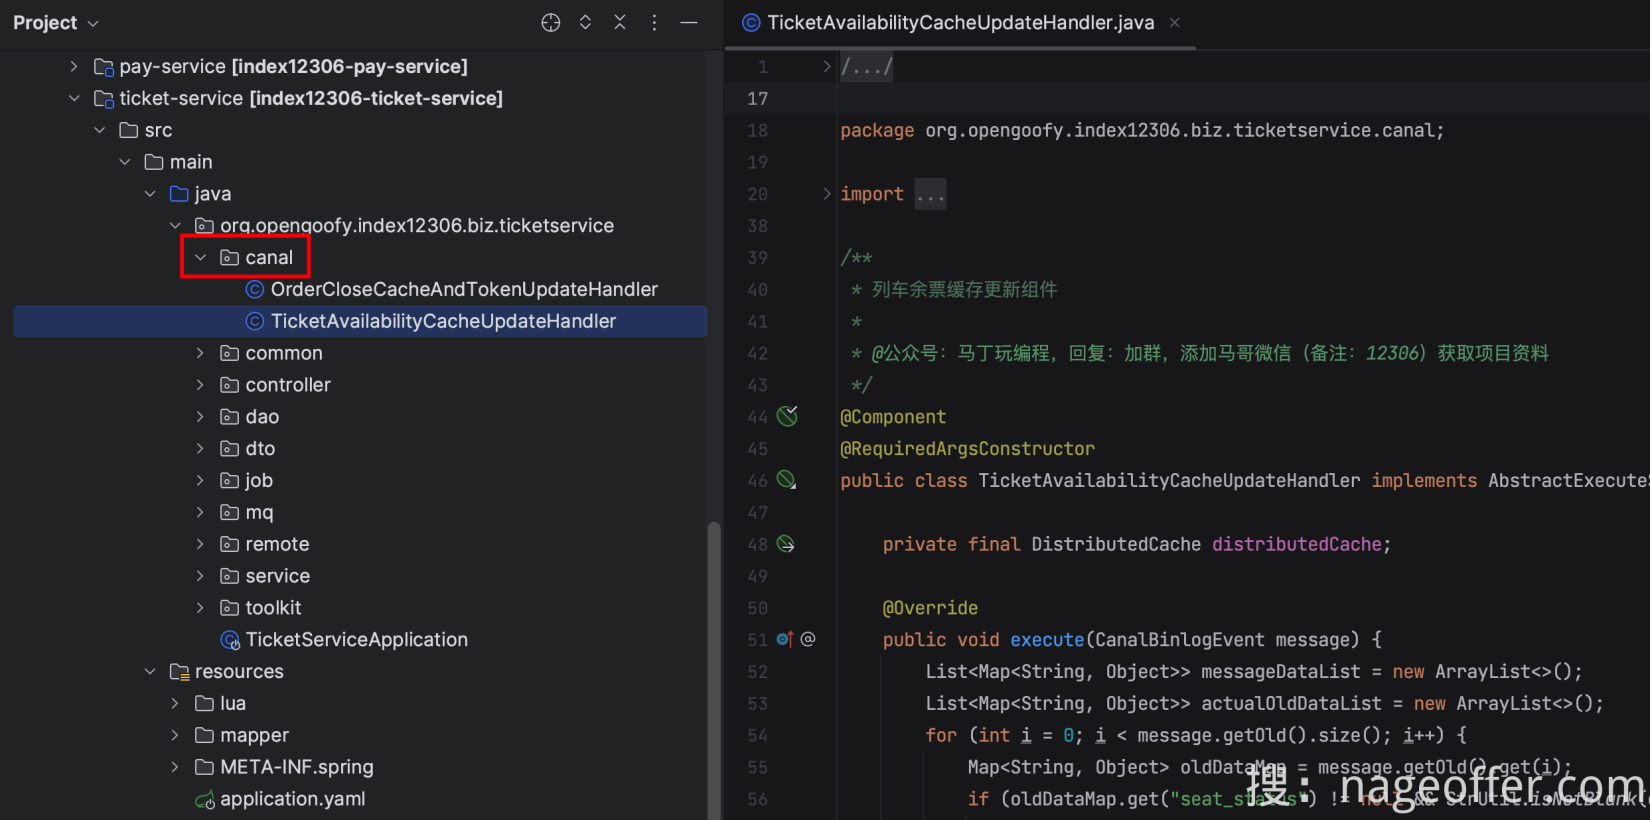 Project
TicketAvailabilityCacheUpdateHandler.java
pay-service [index12306-pay-service]
ticket-service [index12306-ticket-service]
src
main
java
org.opengoofy.index12306.biz.ticketservice
canal
OrderCloseCacheAndTokenUpdateHandler
TicketAvailabilityCacheUpdateHandler
common
controller
dao
dto
job
mq
remote
service
toolkit
TicketServiceApplication
resources
lua
mapper
META-INF.spring
application.yaml
1 /.../
17
18 package org.opengoofy.index12306.biz.ticketservice.canal;
19
20 import ...
38
39 /**
40 * 列车余票缓存更新组件
41 *
42 * @公众号：马丁玩编程，回复：加群，添加马哥微信（备注：12306）获取项目资料
43 */
44 @Component
45 @RequiredArgsConstructor
46 public class TicketAvailabilityCacheUpdateHandler implements AbstractExecuteS
47
48 private final DistributedCache distributedCache;
49
50 @Override
51 @ public void execute(CanalBinlogEvent message) {
52 List<Map<String, Object>> messageDataList = new ArrayList<>();
53 List<Map<String, Object>> actualOldDataList = new ArrayList<>();
54 for (int i = 0; i < message.getOld().size(); i++) {
55 Map<String, Object> oldDataMap = message.getOld().get(i);
56 if (oldDataMap.get("seat_status") != null && StrUtil.isNotBlank(
搜：nageoffer.com